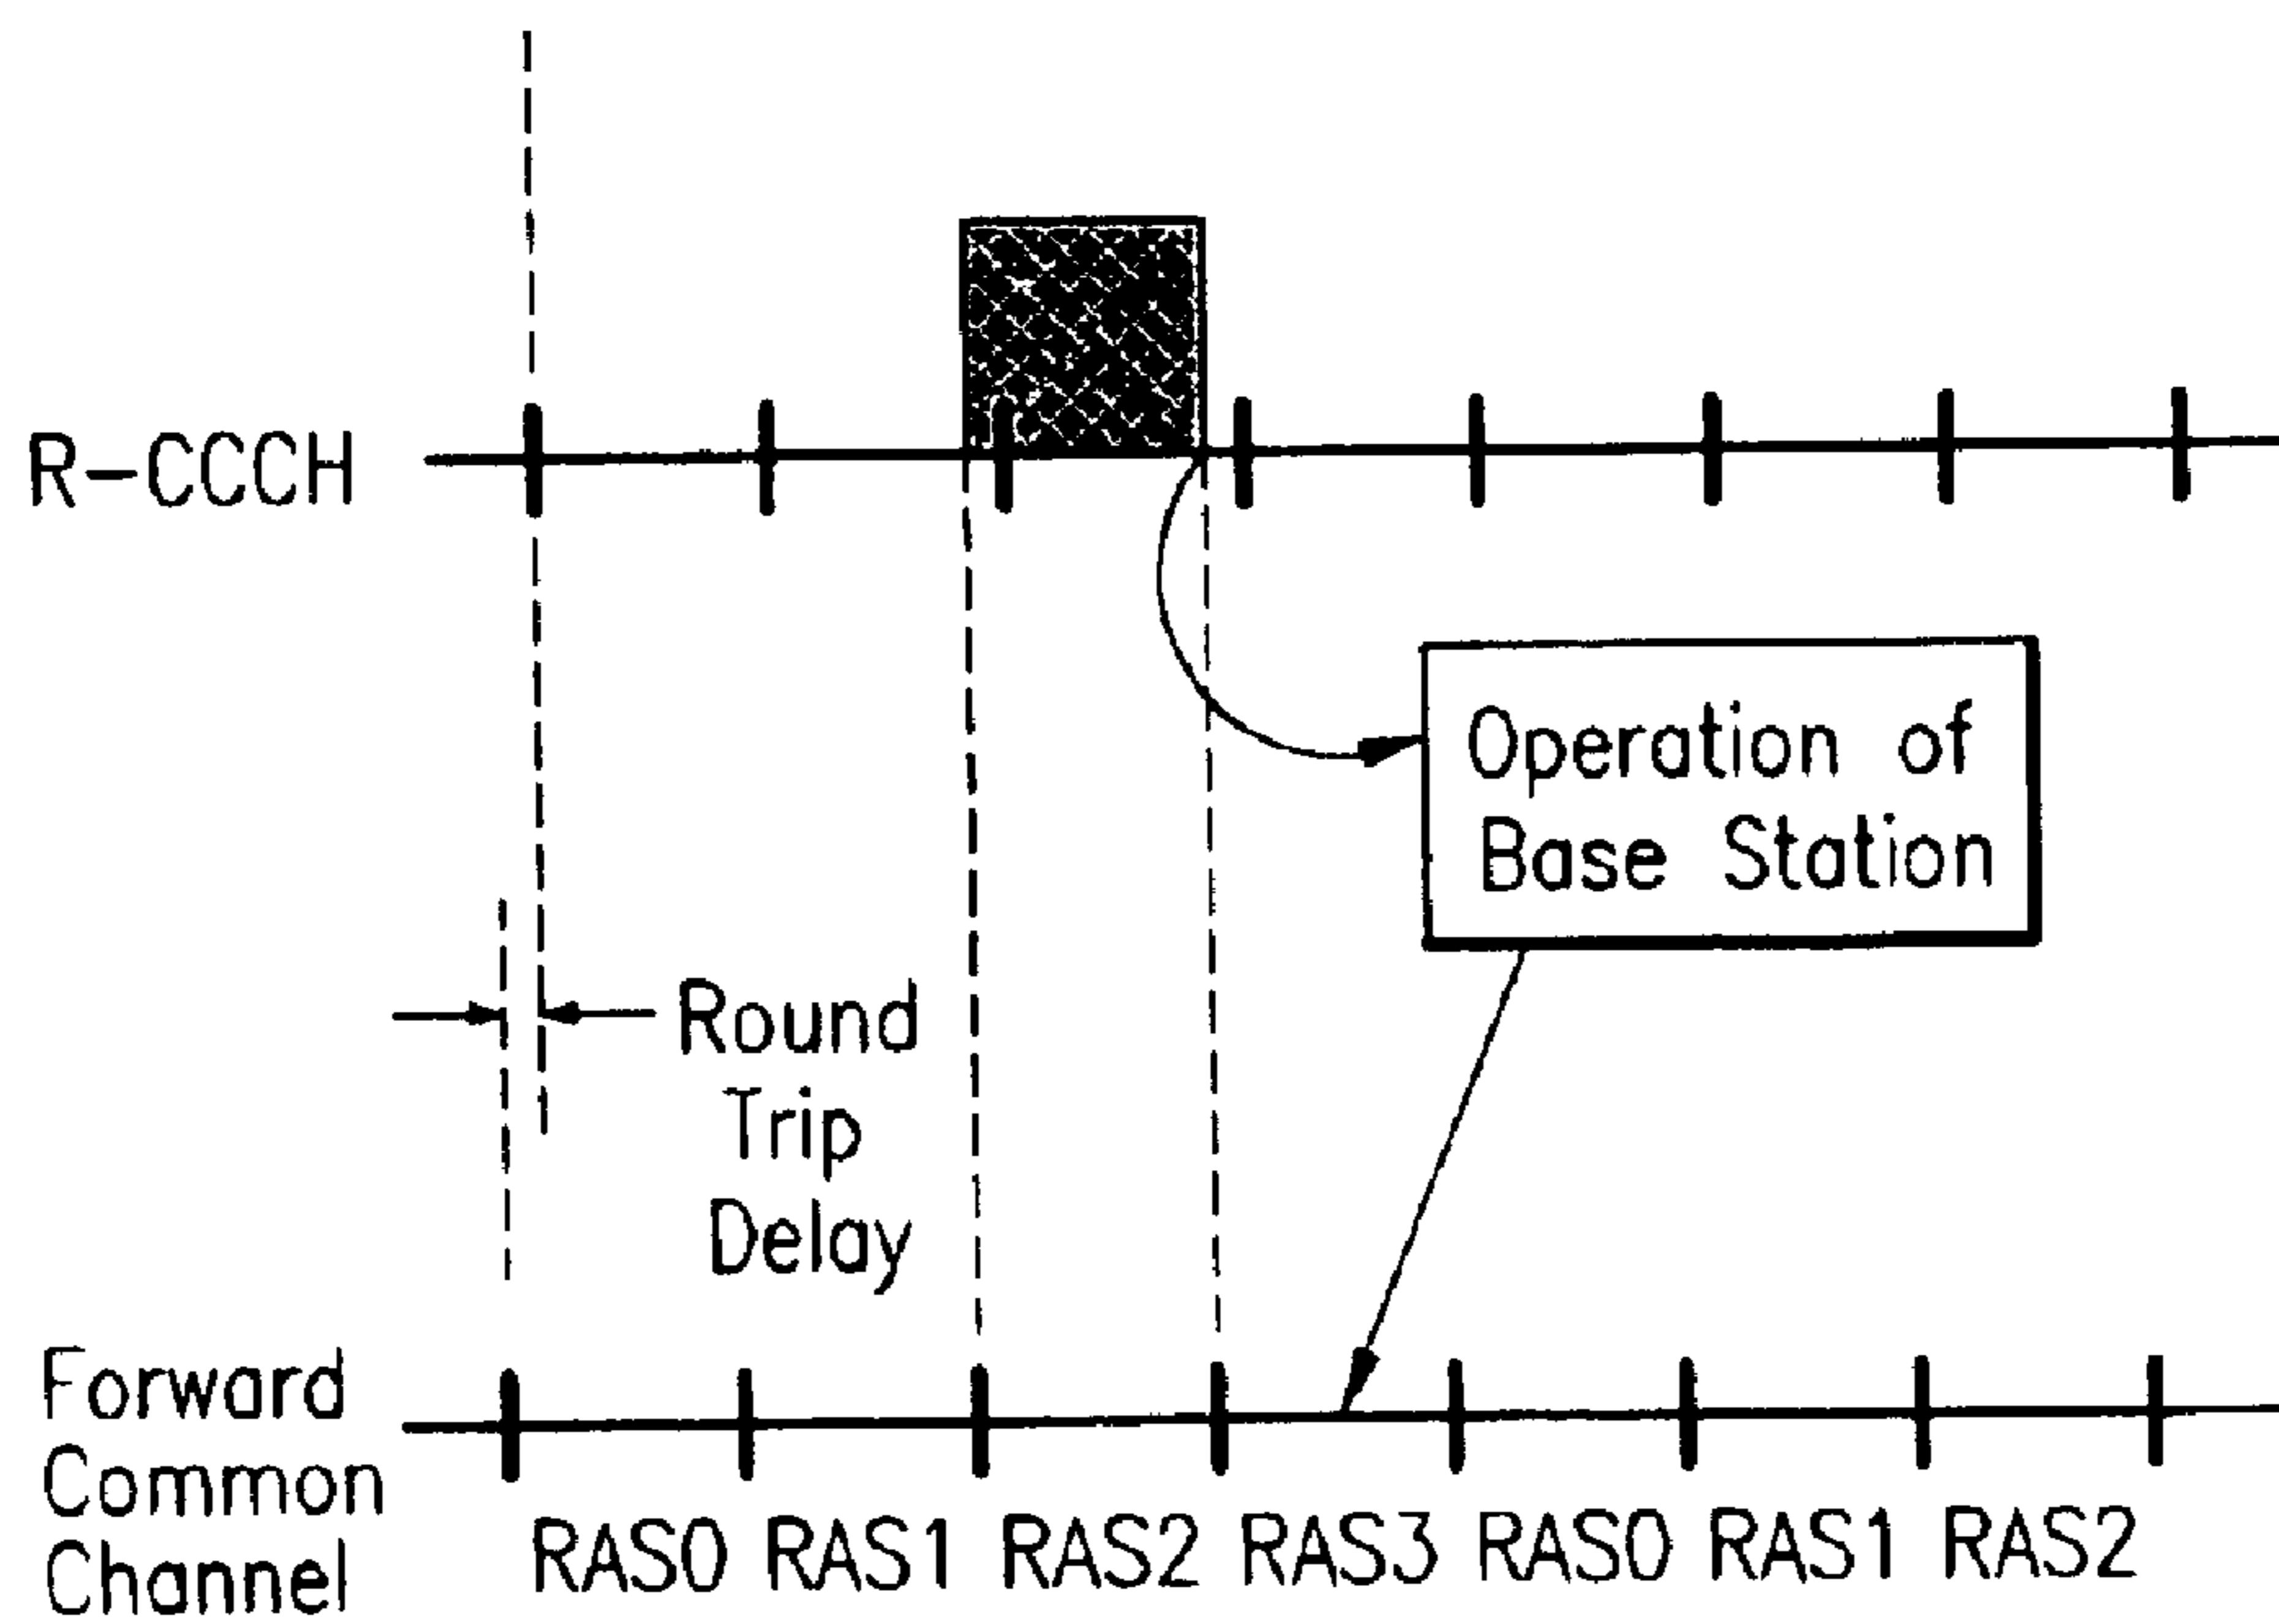 R-CCCH
Operation of
Base Station
Round
Trip
Delay
Forward
Common
Channel
RAS0 RAS1 RAS2 RAS3 RAS0 RAS1 RAS2